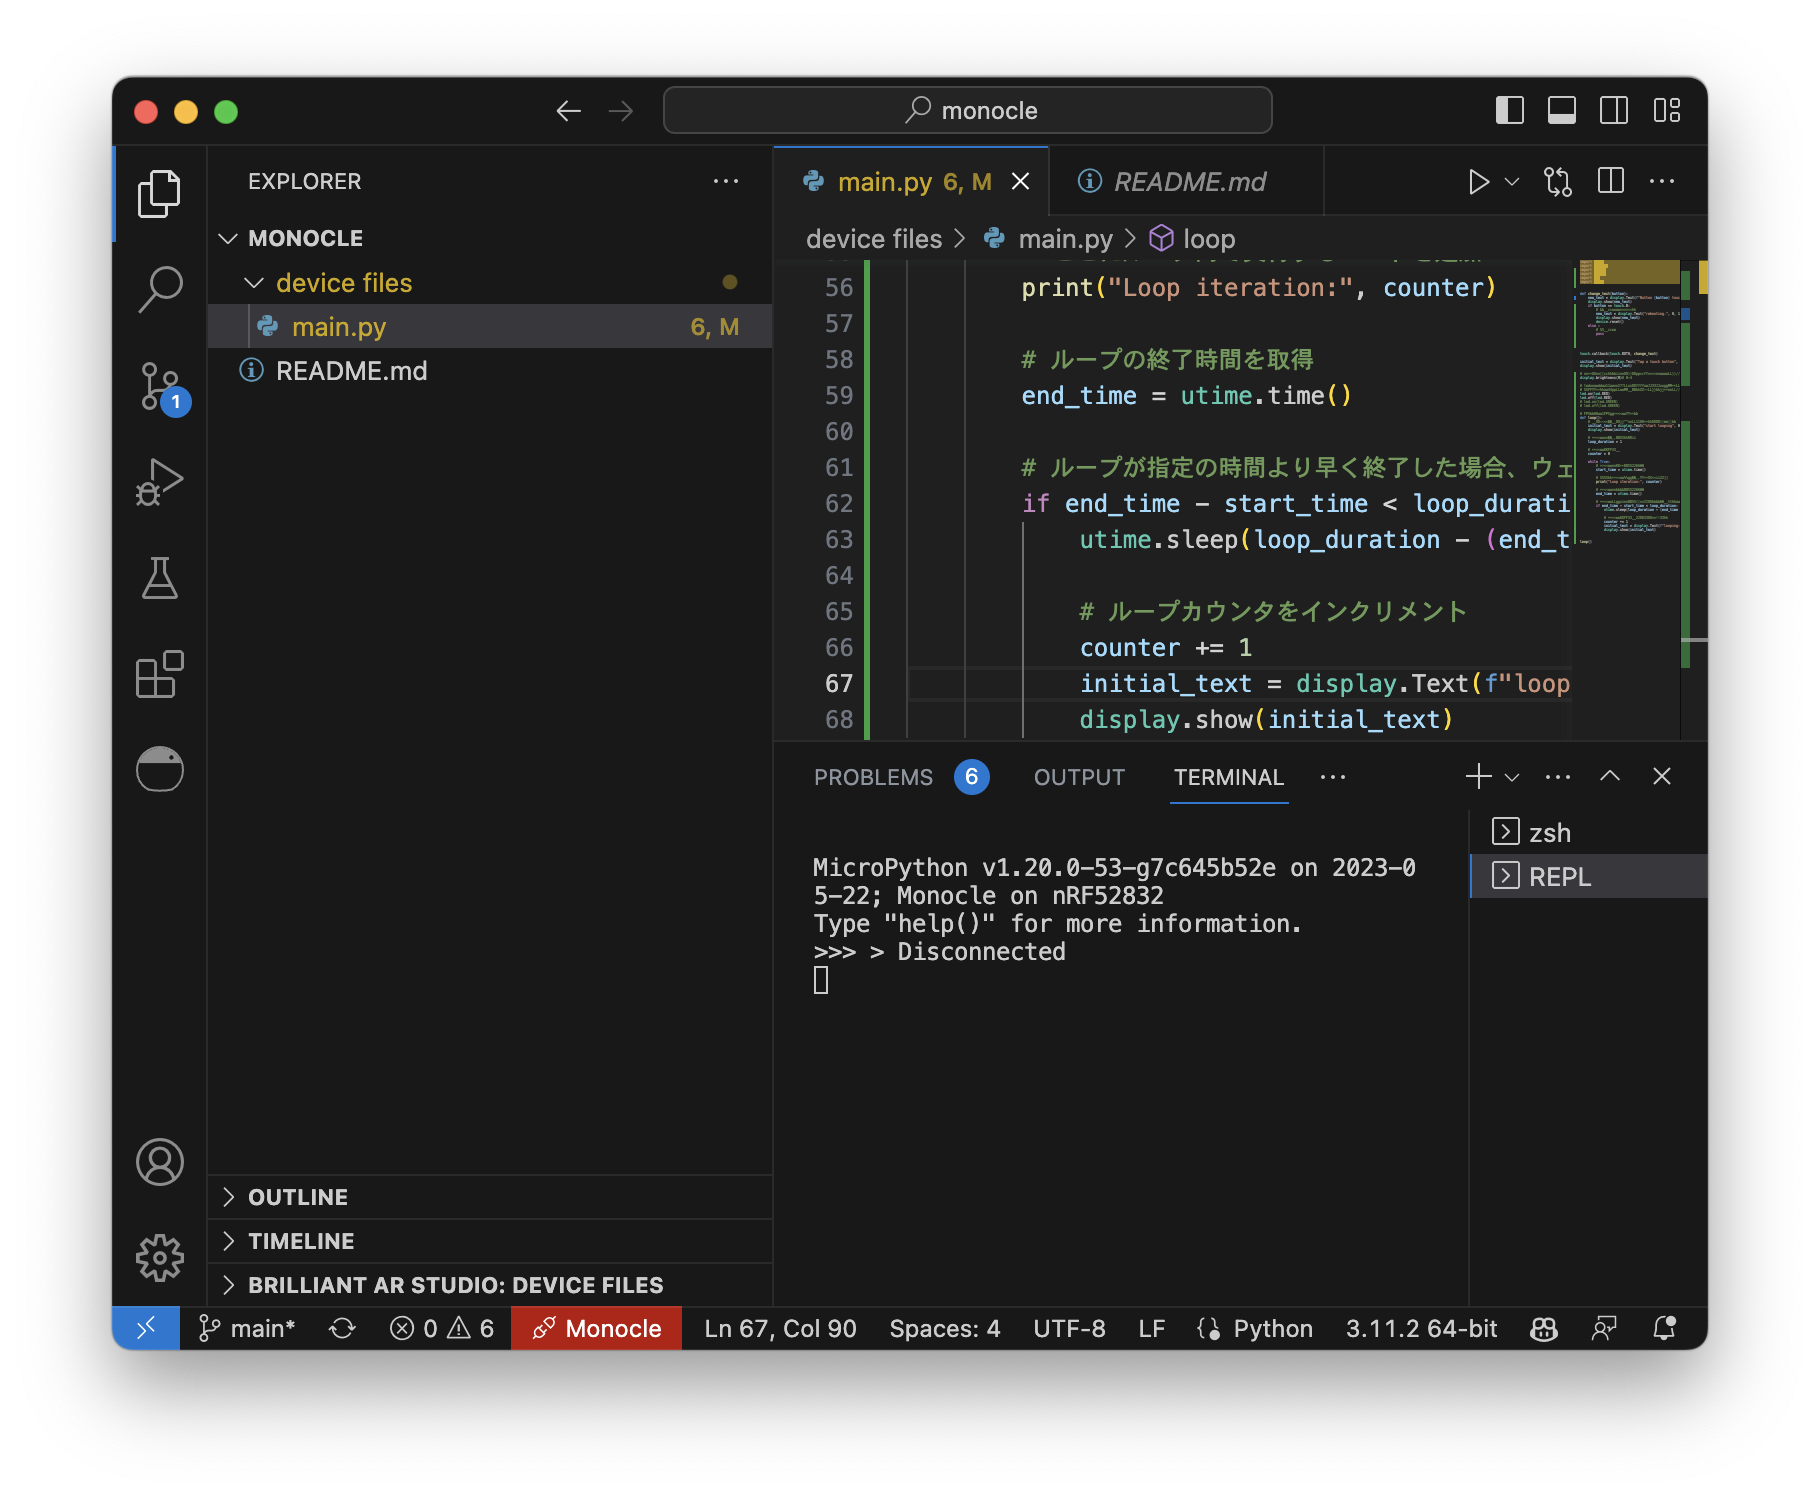 monocle
EXPLORER
MONOCLE
device files
main.py 6, M
README.md
1
OUTLINE
TIMELINE
BRILLIANT AR STUDIO: DEVICE FILES
main.py 6, M
README.md
device files > main.py > loop
56 print("Loop iteration:", counter)
57
58 # ループの終了時間を取得
59 end_time = utime.time()
60
61 # ループが指定の時間より早く終了した場合、ウェ
62 if end_time - start_time < loop_durati
63 utime.sleep(loop_duration - (end_t
64
65 # ループカウンタをインクリメント
66 counter += 1
67 initial_text = display.Text(f"loop
68 display.show(initial_text)
PROBLEMS 6 OUTPUT TERMINAL
MicroPython v1.20.0-53-g7c645b52e on 2023-0
5-22; Monocle on nRF52832
Type "help()" for more information.
>>> > Disconnected
zsh
REPL
main* 0 6 Monocle Ln 67, Col 90 Spaces: 4 UTF-8 LF Python 3.11.2 64-bit